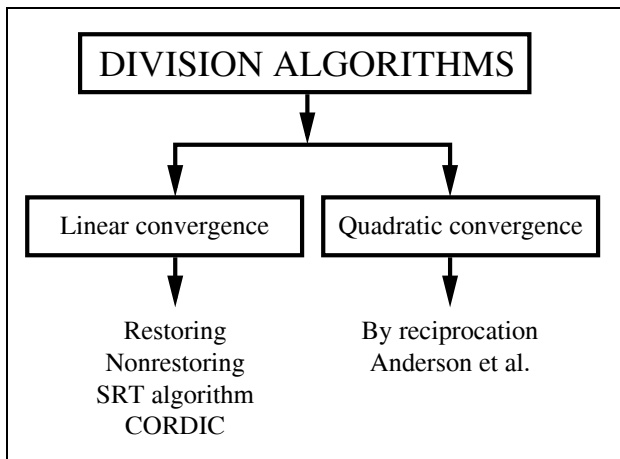 DIVISION ALGORITHMS
Linear convergence
Quadratic convergence
Restoring
Nonrestoring
SRT algorithm
CORDIC
By reciprocation
Anderson et al.